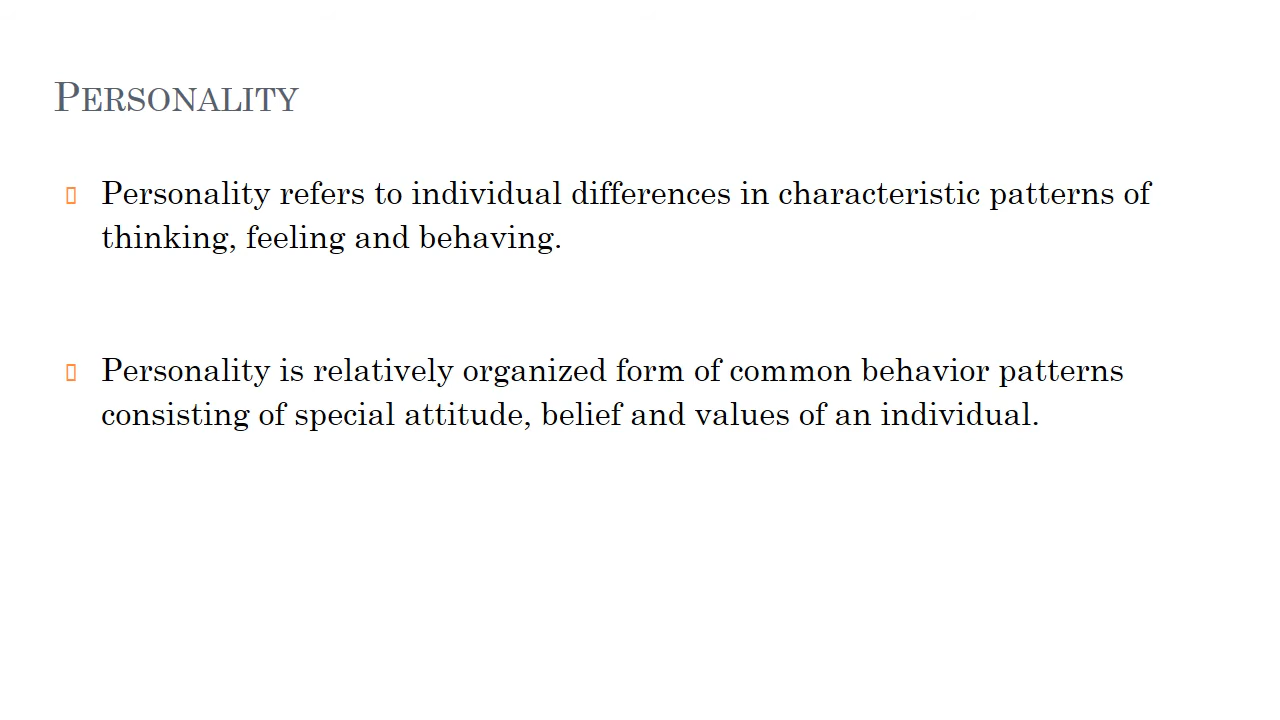 PERSONALITY
Personality refers to individual differences in characteristic patterns of
thinking, feeling and behaving.
Personality is relatively organized form of common behavior patterns
consisting of special attitude, belief and values of an individual.